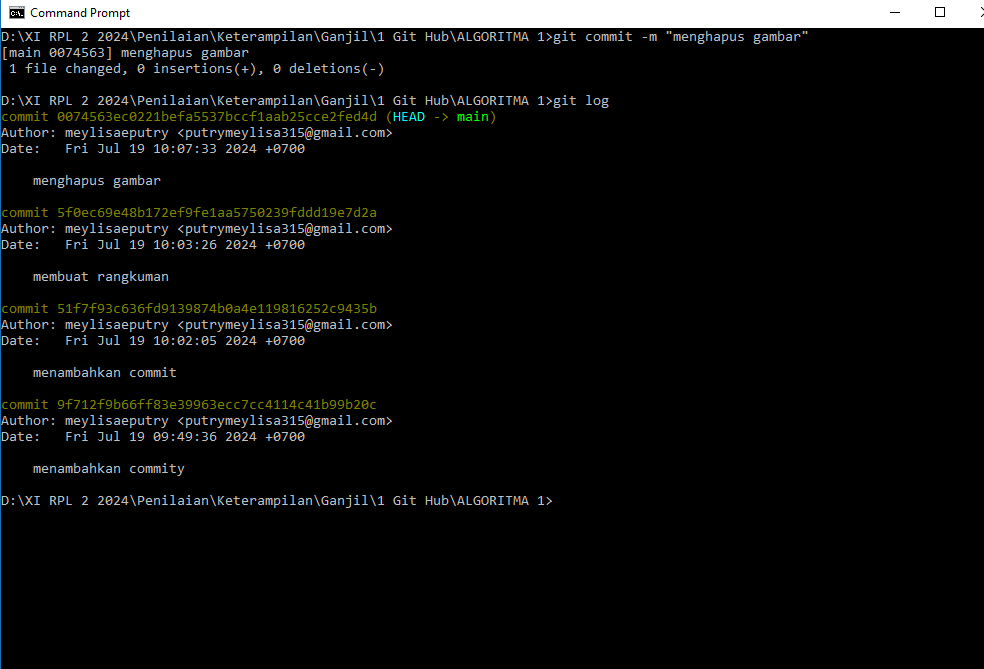 Command Prompt
D:\XI RPL 2 2024\Penilaian\Keterampilan\Ganjil\1 Git Hub\ALGORITMA 1>git commit -m "menghapus gambar"
[main 0074563] menghapus gambar
 1 file changed, 0 insertions(+), 0 deletions(-)
D:\XI RPL 2 2024\Penilaian\Keterampilan\Ganjil\1 Git Hub\ALGORITMA 1>git log
commit 0074563ec0221befa5537bccf1aab25cce2fed4d (HEAD -> main)
Author: meylisaeputry <putrymeylisa315@gmail.com>
Date:   Fri Jul 19 10:07:33 2024 +0700
    menghapus gambar
commit 5f0ec69e48b172ef9fe1aa5750239fddd19e7d2a
Author: meylisaeputry <putrymeylisa315@gmail.com>
Date:   Fri Jul 19 10:03:26 2024 +0700
    membuat rangkuman
commit 51f7f93c636fd9139874b0a4e119816252c9435b
Author: meylisaeputry <putrymeylisa315@gmail.com>
Date:   Fri Jul 19 10:02:05 2024 +0700
    menambahkan commit
commit 9f712f9b66ff83e39963ecc7cc4114c41b99b20c
Author: meylisaeputry <putrymeylisa315@gmail.com>
Date:   Fri Jul 19 09:49:36 2024 +0700
    menambahkan commity
D:\XI RPL 2 2024\Penilaian\Keterampilan\Ganjil\1 Git Hub\ALGORITMA 1>